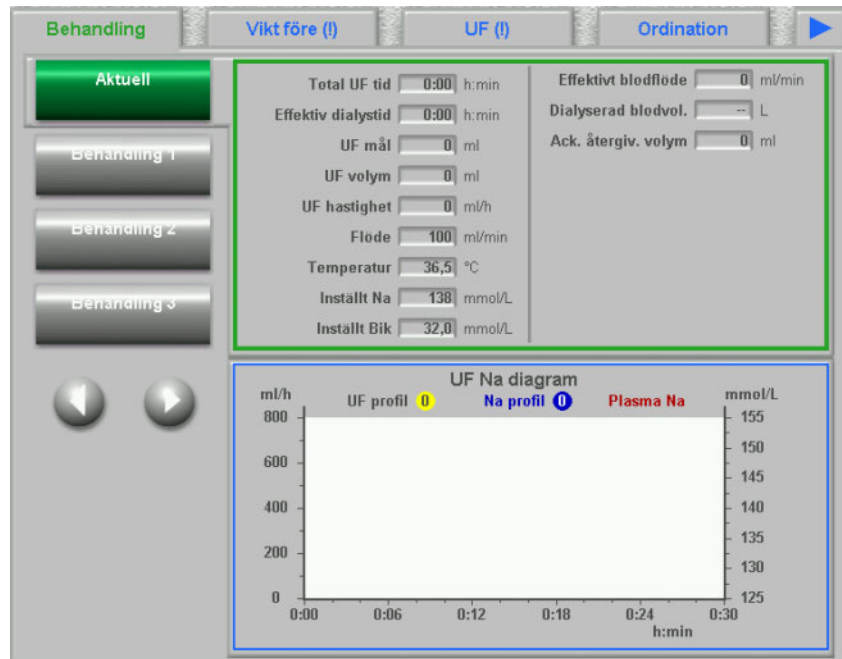 Behandling
Vikt före (!)
UF (!)
Ordination
Aktuell
Behandling 1
Behandling 2
Behandling 3
Total UF tid 0:00 h:min
Effektiv dialystid 0:00 h:min
UF mål 0 ml
UF volym 0 ml
UF hastighet 0 ml/h
Flöde 100 ml/min
Temperatur 36,5 °C
Inställt Na 138 mmol/L
Inställt Bik 32,0 mmol/L
Effektivt blodflöde 0 ml/min
Dialyserad blodvol. -- L
Ack. återgiv. volym 0 ml
UF Na diagram
ml/h
UF profil 0
Na profil 0
Plasma Na
mmol/L
800
600
400
200
0
155
150
145
140
135
130
125
0:00 0:06 0:12 0:18 0:24 0:30
h:min